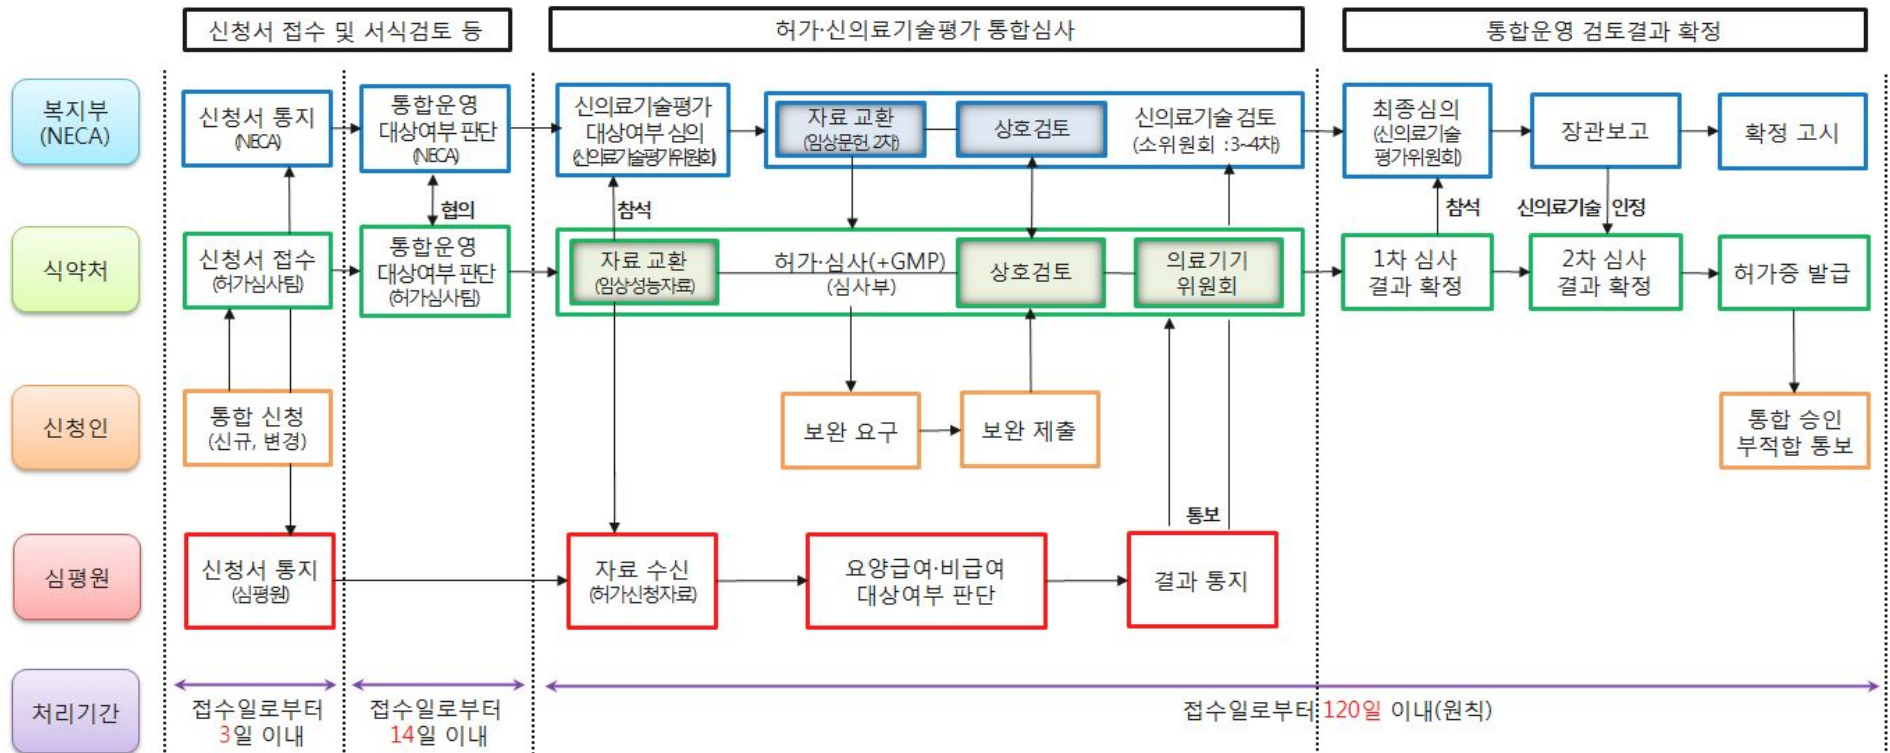 신청서 접수 및 서식검토 등
허가·신의료기술평가 통합심사
통합운영 검토결과 확정
복지부
(NECA)
신청서 통지
(NECA)
통합운영
대상여부 판단
(NECA)
신의료기술평가
대상여부 심의
(신의료기술평가위원회)
자료 교환
(임상문헌, 2차)
상호검토
신의료기술 검토
(소위원회 :3~4차)
최종심의
(신의료기술
평가위원회)
장관보고
확정 고시
협의
참석
참석
신의료기술 인정
식약처
신청서 접수
(허가심사팀)
통합운영
대상여부 판단
(허가심사팀)
자료 교환
(임상성능자료)
허가·심사(+GMP)
(심사부)
상호검토
의료기기
위원회
1차 심사
결과 확정
2차 심사
결과 확정
허가증 발급
신청인
통합 신청
(신규, 변경)
보완 요구
보완 제출
통합 승인
부적합 통보
통보
심평원
신청서 통지
(심평원)
자료 수신
(허가신청자료)
요양급여·비급여
대상여부 판단
결과 통지
처리기간
접수일로부터
3일 이내
접수일로부터
14일 이내
접수일로부터 120일 이내(원칙)